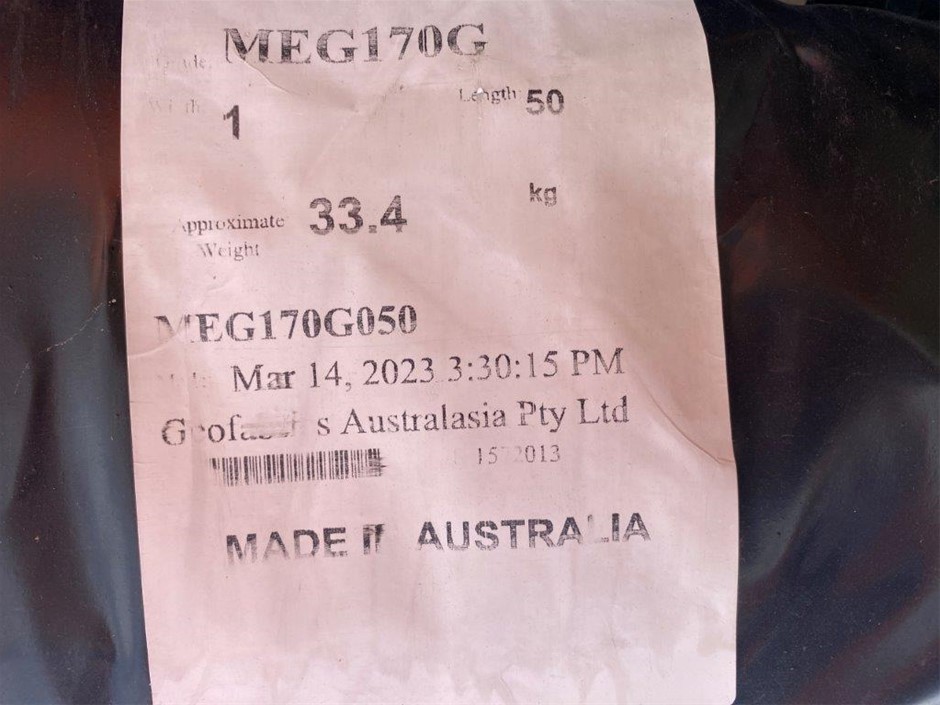 MEG170G
Length 50
1
33.4 kg
Approximate
Weight
MEG170G050
Mar 14, 2023 3:30:15 PM
Australasia Pty Ltd
MADE AUSTRALIA